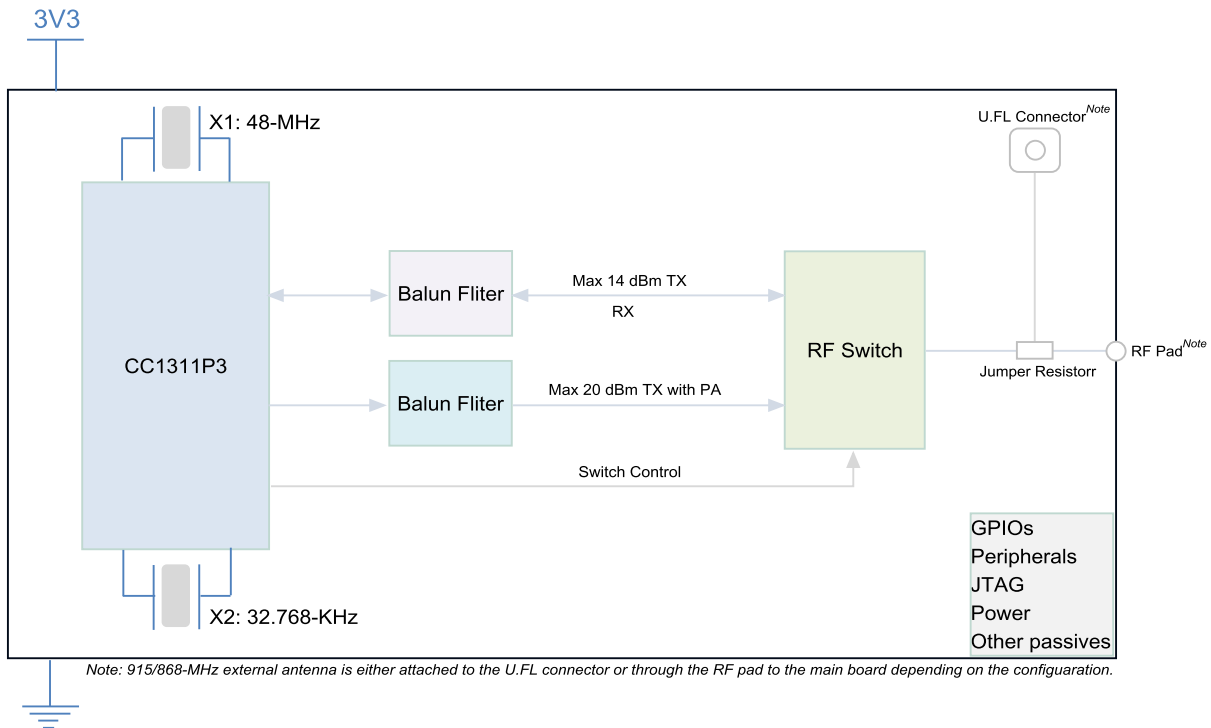 3V3
X1: 48-MHz
U.FL Connector Note
Balun Fliter
Max 14 dBm TX
RX
CC1311P3
RF Switch
RF Pad Note
Jumper Resistorr
Balun Fliter
Max 20 dBm TX with PA
Switch Control
GPIOs
Peripherals
JTAG
Power
Other passives
X2: 32.768-KHz
Note: 915/868-MHz external antenna is either attached to the U.FL connector or through the RF pad to the main board depending on the configuaration.